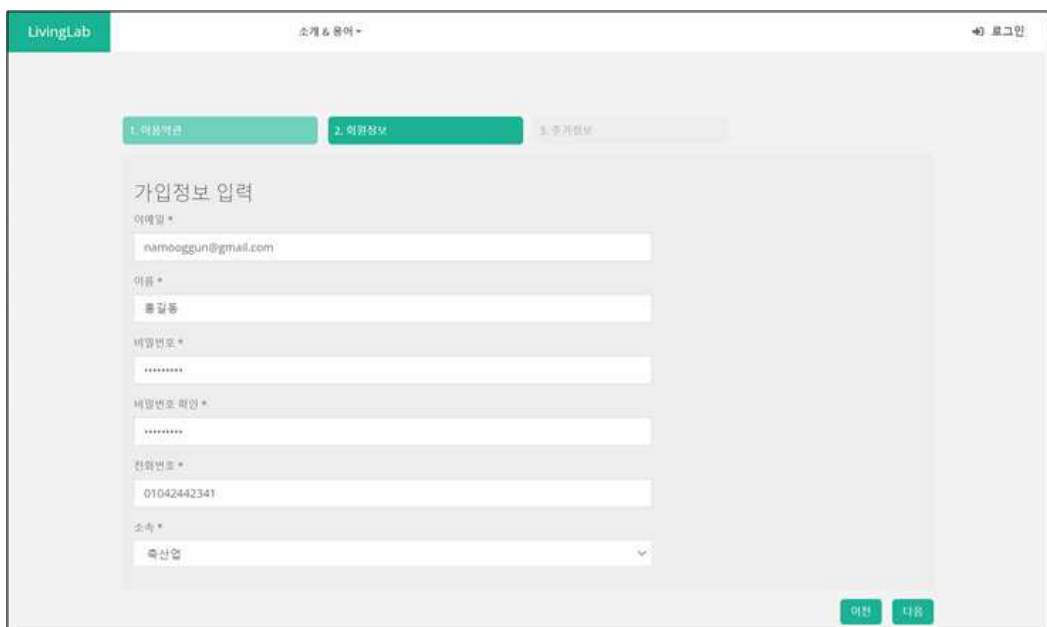 LivingLab
소개 & 용어
로그인
1. 이용약관
2. 회원정보
3. 추가정보
가입정보 입력
이메일 *
namooggun@gmail.com
이름 *
홍길동
비밀번호 *
•••••••••
비밀번호 확인 *
•••••••••
전화번호 *
01042442341
소속 *
축산업
이전
다음